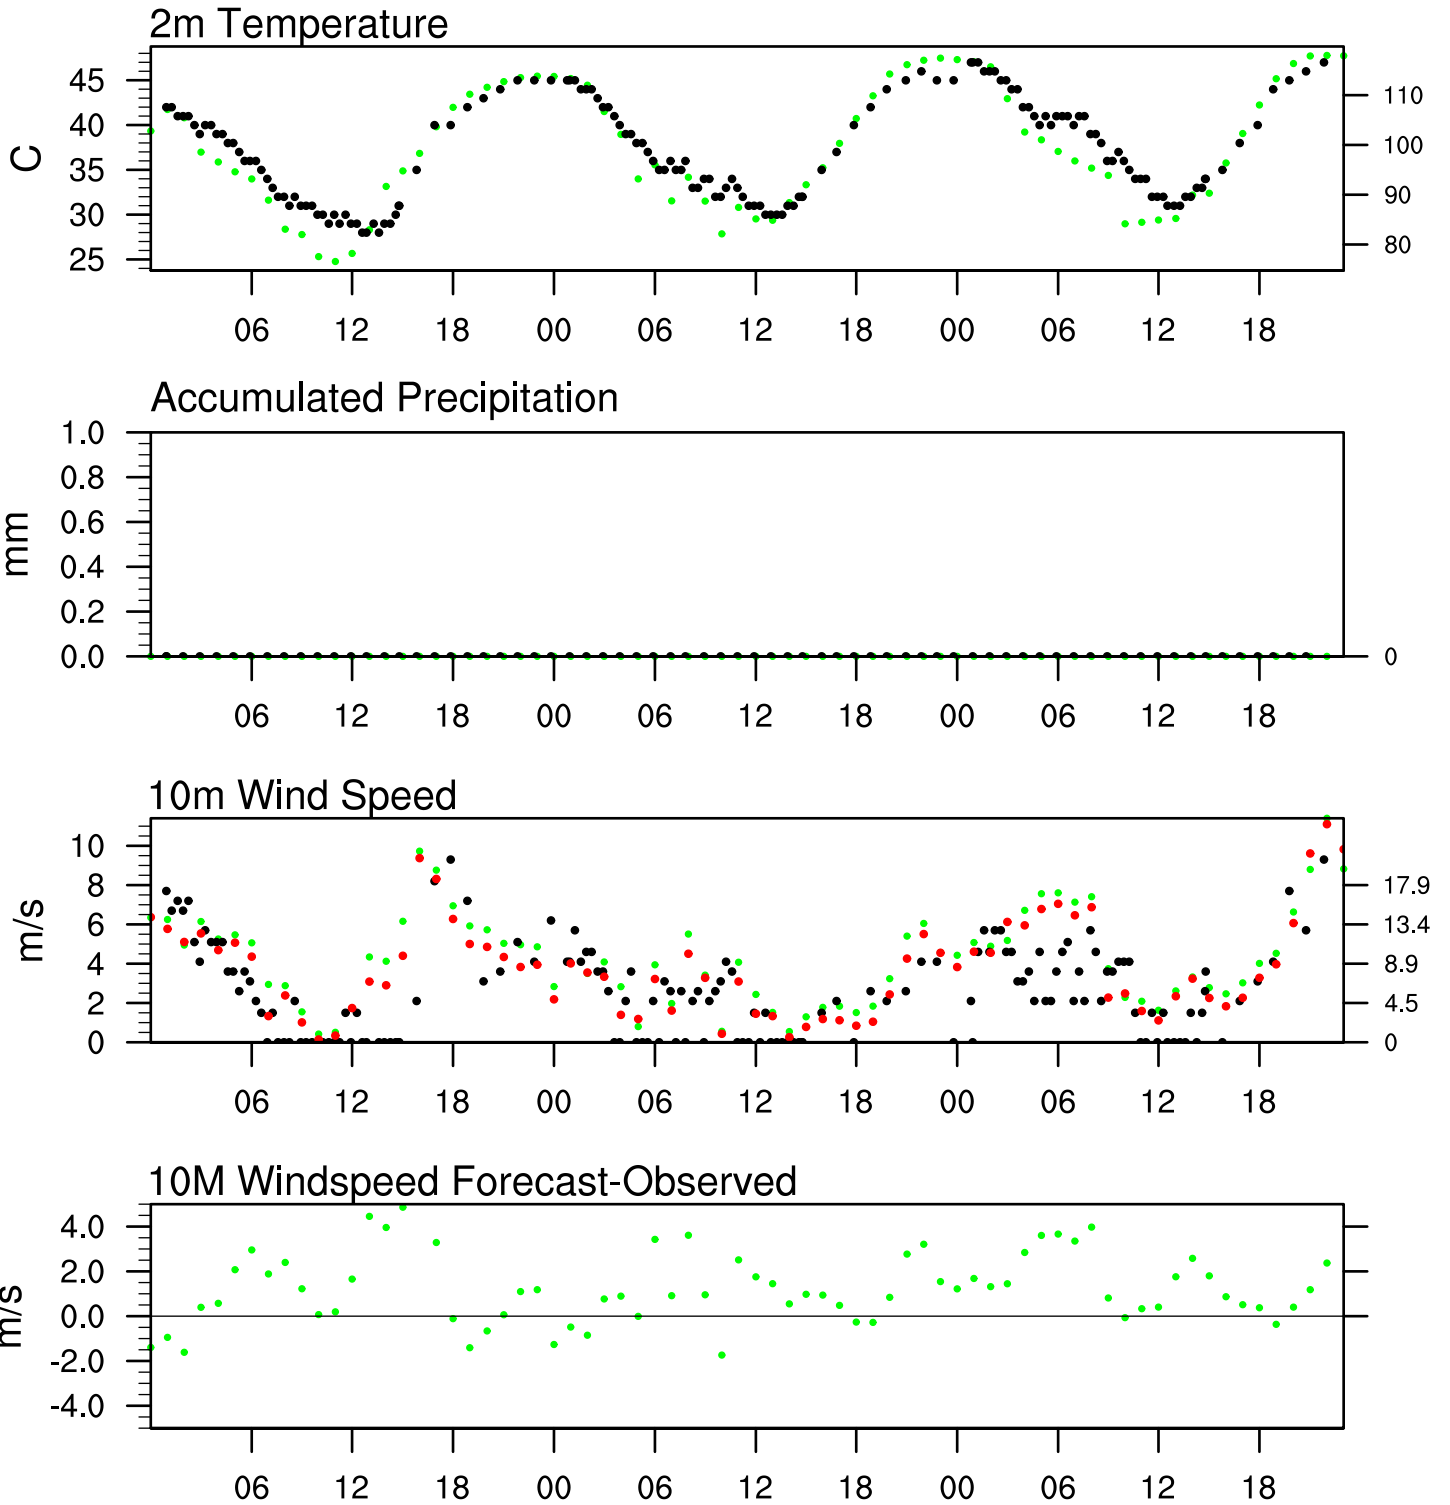 2m Temperature
45
40
35
30
25
C
110
100
90
80
06 12 18 00 06 12 18 00 06 12 18
Accumulated Precipitation
1.0
0.8
0.6
0.4
0.2
0.0
mm
0
06 12 18 00 06 12 18 00 06 12 18
10m Wind Speed
10
8
6
4
2
0
m/s
17.9
13.4
8.9
4.5
0
06 12 18 00 06 12 18 00 06 12 18
10M Windspeed Forecast-Observed
4.0
2.0
0.0
-2.0
-4.0
m/s
06 12 18 00 06 12 18 00 06 12 18